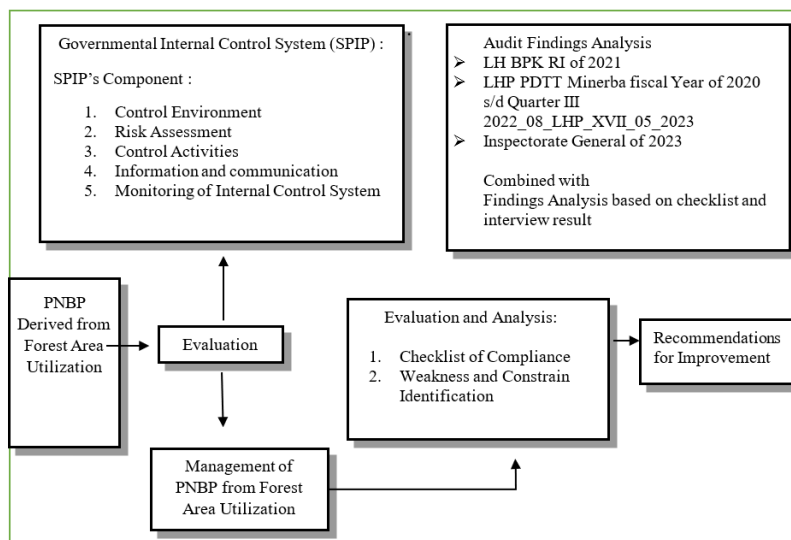 Governmental Internal Control System (SPIP) :
SPIP's Component :
1. Control Environment
2. Risk Assessment
3. Control Activities
4. Information and communication
5. Monitoring of Internal Control System
Audit Findings Analysis
➤ LH BPK RI of 2021
➤ LHP PDTT Minerba fiscal Year of 2020
s/d Quarter III
2022_08_LHP_XVII_05_2023
➤ Inspectorate General of 2023
Combined with
Findings Analysis based on checklist and
interview result
PNBP
Derived from
Forest Area
Utilization
Evaluation
Evaluation and Analysis:
1. Checklist of Compliance
2. Weakness and Constrain
Identification
Recommendations
for Improvement
Management of
PNBP from Forest
Area Utilization